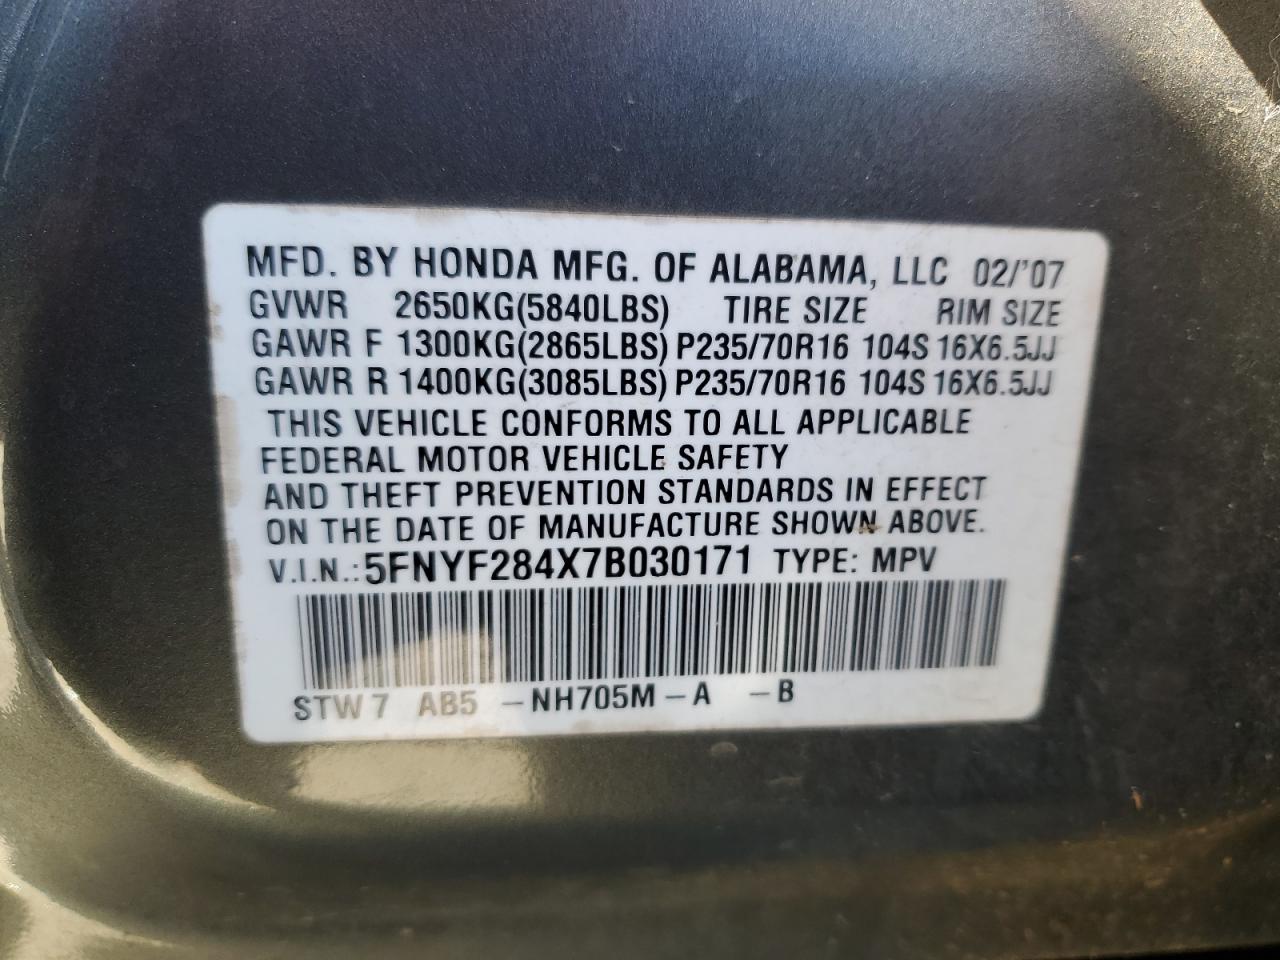 MFD. BY HONDA MFG. OF ALABAMA, LLC 02/'07
GVWR 2650KG(5840LBS) TIRE SIZE RIM SIZE
GAWR F 1300KG(2865LBS) P235/70R16 104S 16X6.5JJ
GAWR R 1400KG(3085LBS) P235/70R16 104S 16X6.5JJ
THIS VEHICLE CONFORMS TO ALL APPLICABLE
FEDERAL MOTOR VEHICLE SAFETY
AND THEFT PREVENTION STANDARDS IN EFFECT
ON THE DATE OF MANUFACTURE SHOWN ABOVE.
V.I.N.: 5FNYF284X7B030171 TYPE: MPV
STW7 AB5 -NH705M-A -B